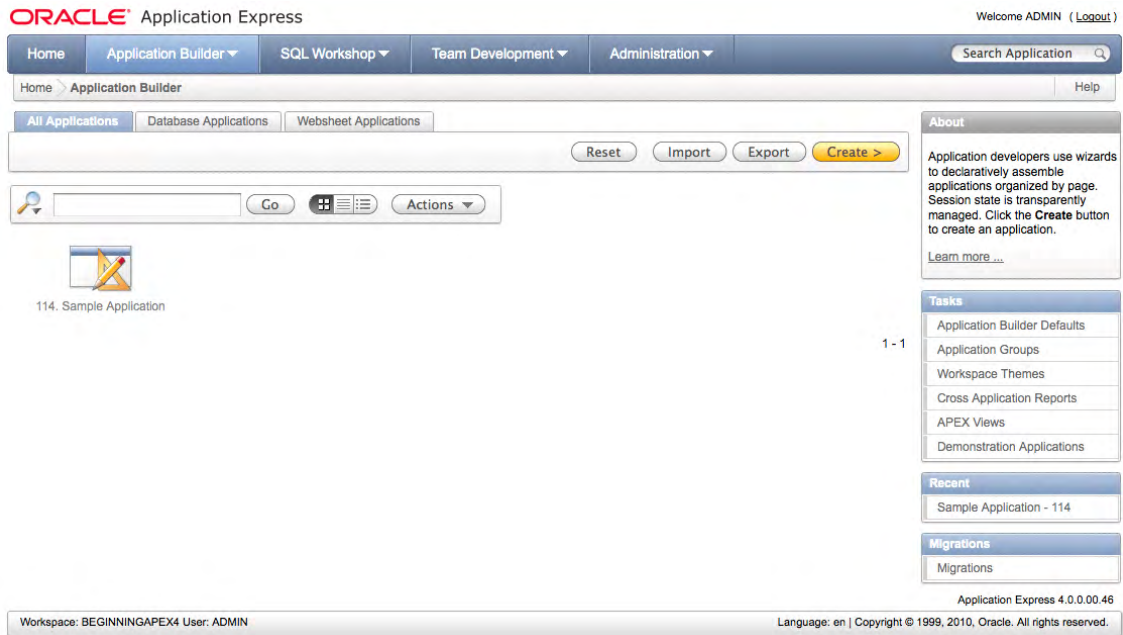 ORACLE® Application Express
Welcome ADMIN ( Logout )
Home
Application Builder
SQL Workshop
Team Development
Administration
Search Application
Home Application Builder
Help
All Applications
Database Applications
Websheet Applications
Reset
Import
Export
Create >
Go
Actions
114. Sample Application
1 - 1
About
Application developers use wizards
to declaratively assemble
applications organized by page.
Session state is transparently
managed. Click the Create button
to create an application.
Learn more ...
Tasks
Application Builder Defaults
Application Groups
Workspace Themes
Cross Application Reports
APEX Views
Demonstration Applications
Recent
Sample Application - 114
Migrations
Migrations
Application Express 4.0.0.00.46
Workspace: BEGINNINGAPEX4 User: ADMIN
Language: en | Copyright © 1999, 2010, Oracle. All rights reserved.